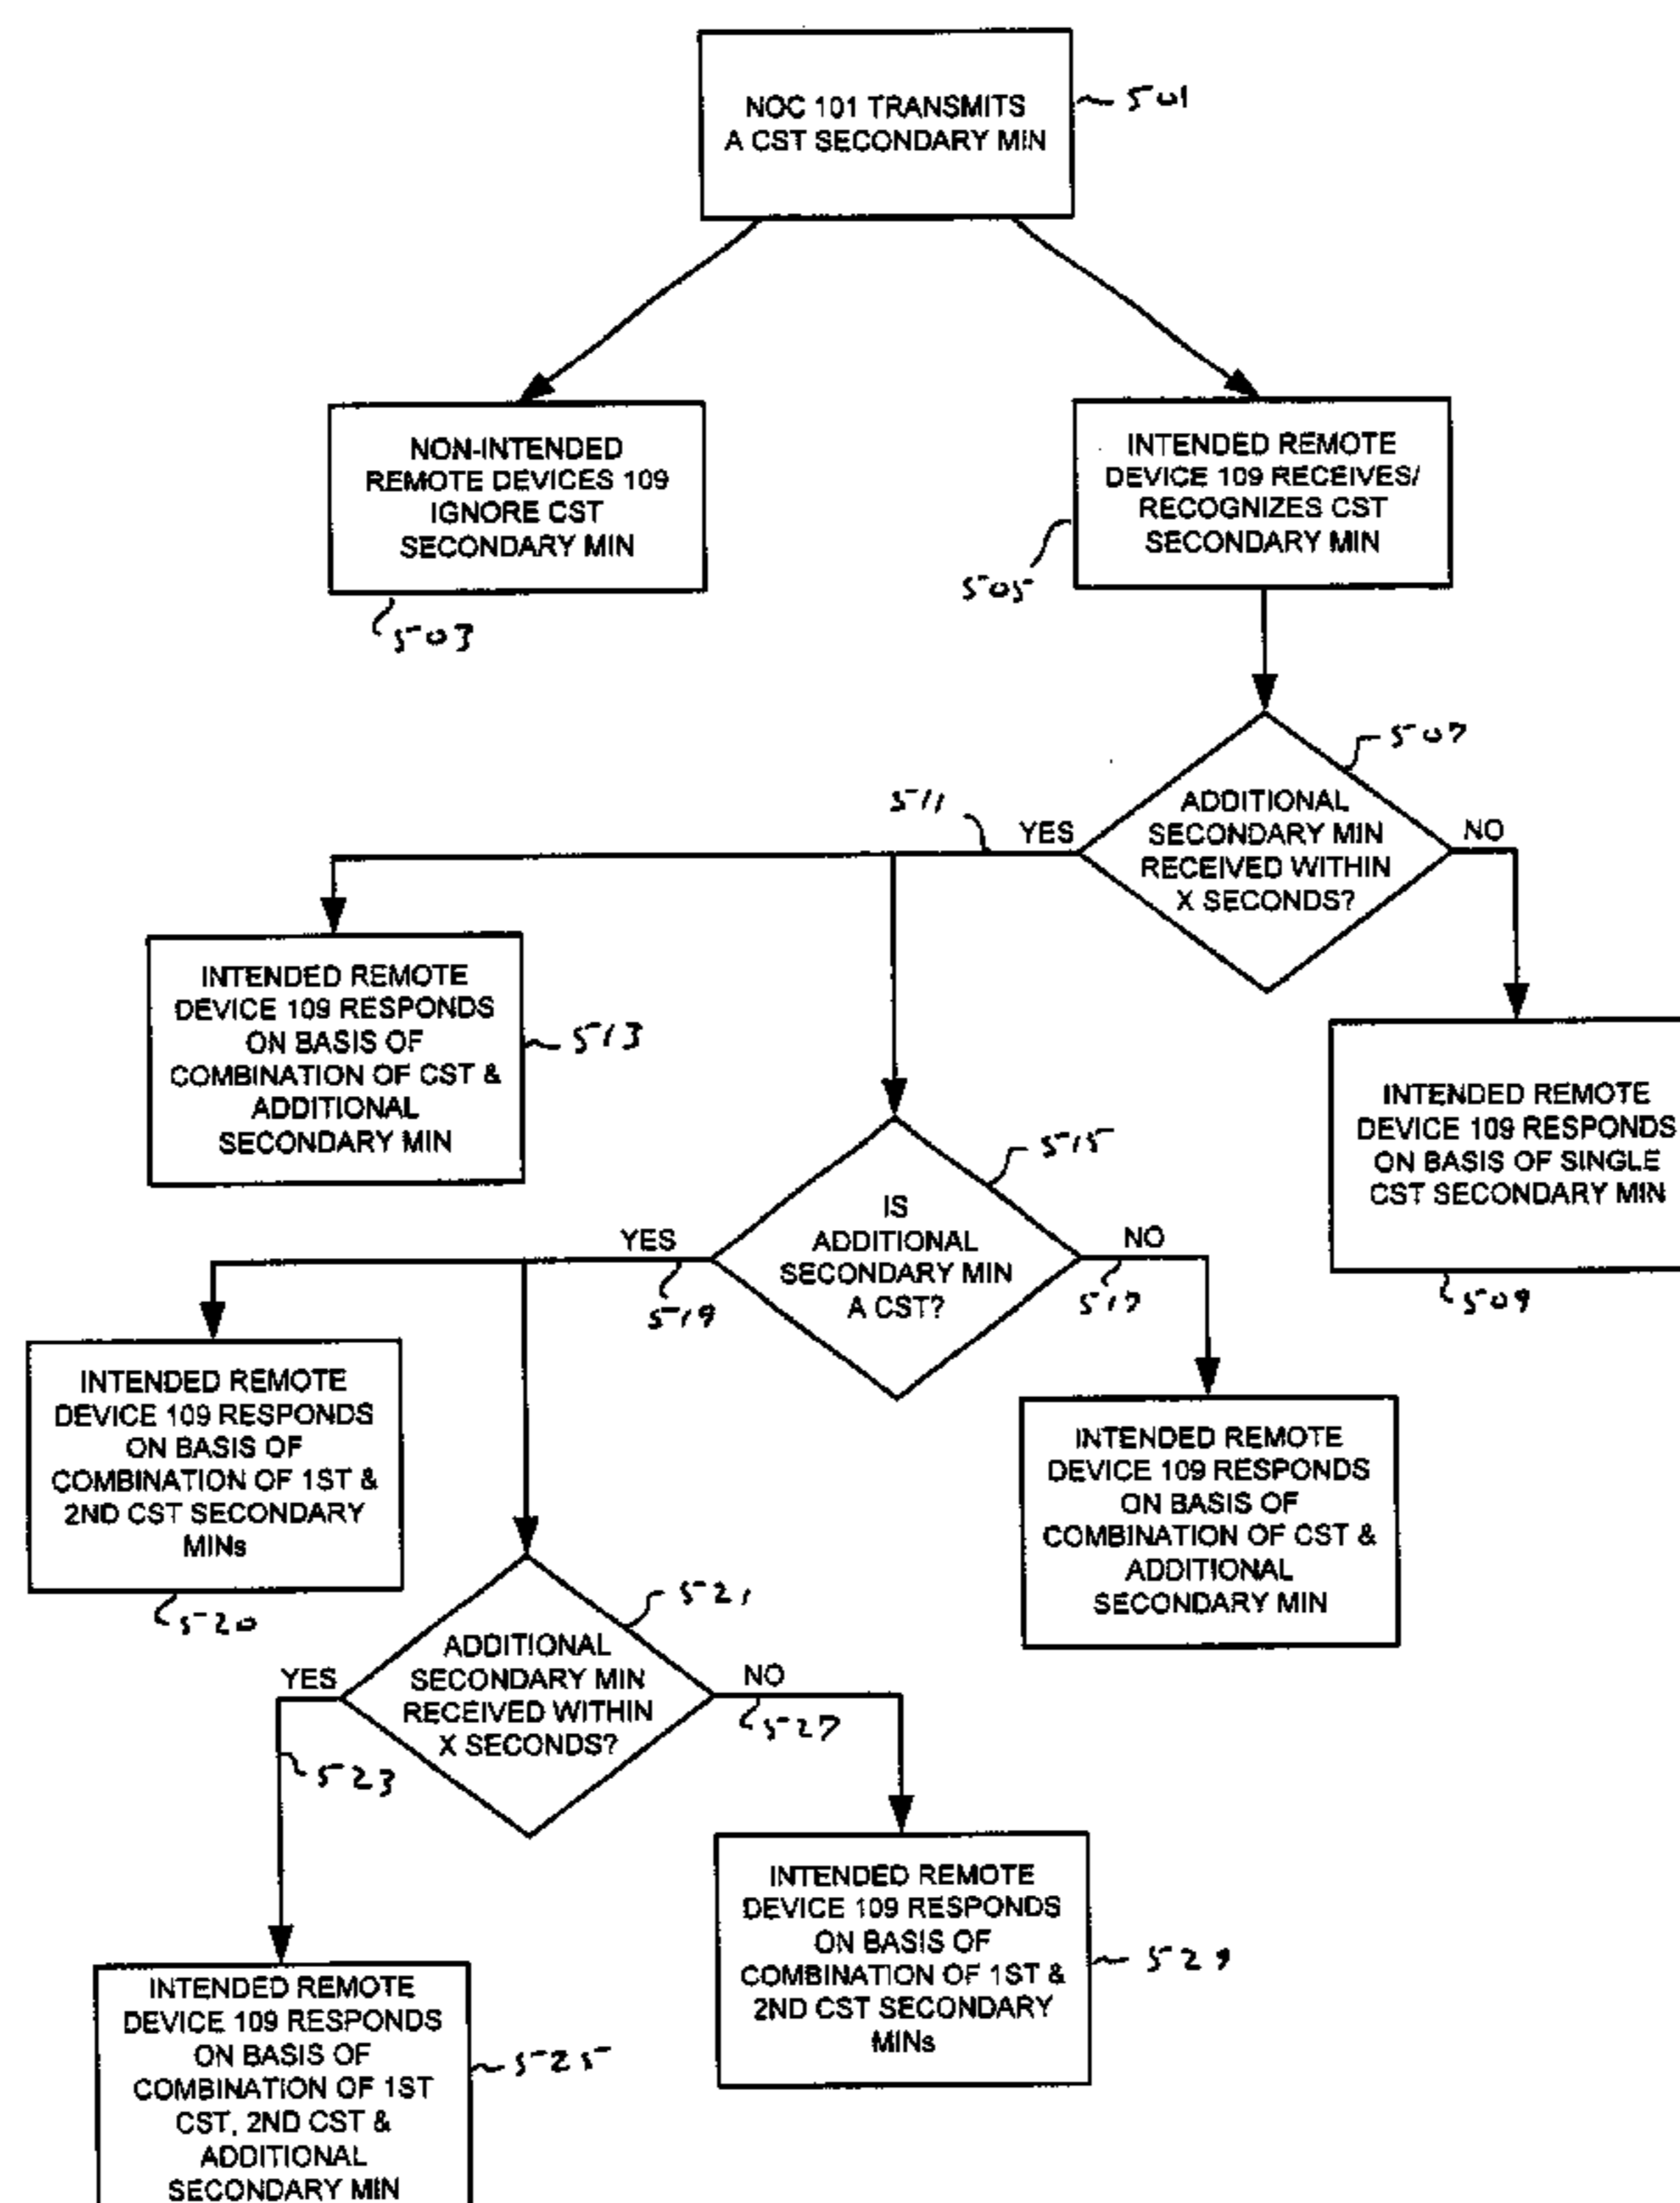 NOC 101 TRANSMITS
A CST SECONDARY MIN
501
NON-INTENDED
REMOTE DEVICES 109
IGNORE CST
SECONDARY MIN
503
INTENDED REMOTE
DEVICE 109 RECEIVES/
RECOGNIZES CST
SECONDARY MIN
505
ADDITIONAL
SECONDARY MIN
RECEIVED WITHIN
X SECONDS?
507
YES
511
NO
INTENDED REMOTE
DEVICE 109 RESPONDS
ON BASIS OF
COMBINATION OF CST &
ADDITIONAL
SECONDARY MIN
513
INTENDED REMOTE
DEVICE 109 RESPONDS
ON BASIS OF SINGLE
CST SECONDARY MIN
509
IS
ADDITIONAL
SECONDARY MIN
A CST?
515
YES
519
NO
517
INTENDED REMOTE
DEVICE 109 RESPONDS
ON BASIS OF
COMBINATION OF 1ST &
2ND CST SECONDARY
MINs
520
INTENDED REMOTE
DEVICE 109 RESPONDS
ON BASIS OF
COMBINATION OF CST &
ADDITIONAL
SECONDARY MIN
ADDITIONAL
SECONDARY MIN
RECEIVED WITHIN
X SECONDS?
521
YES
523
NO
527
INTENDED REMOTE
DEVICE 109 RESPONDS
ON BASIS OF
COMBINATION OF 1ST &
2ND CST SECONDARY
MINs
529
INTENDED REMOTE
DEVICE 109 RESPONDS
ON BASIS OF
COMBINATION OF 1ST
CST, 2ND CST &
ADDITIONAL
SECONDARY MIN
525